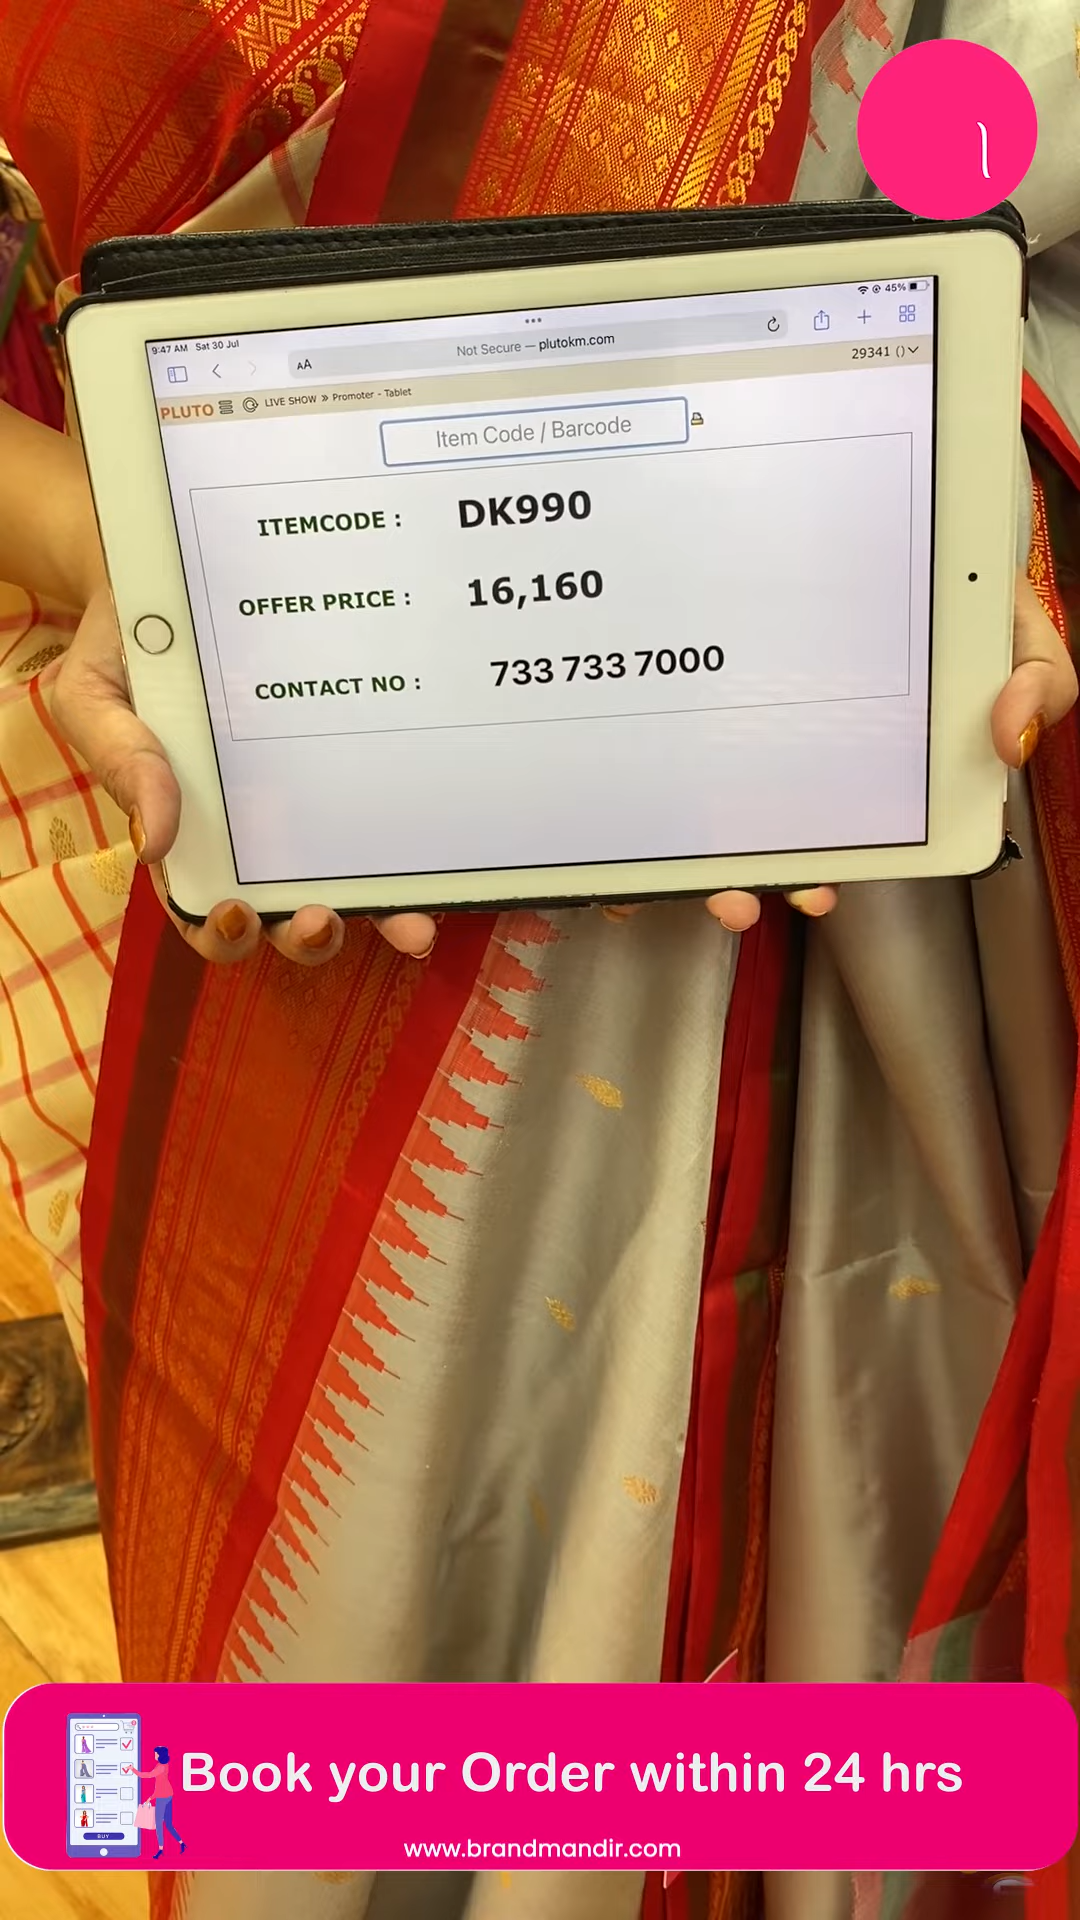 9:47 AM Sat 30 Jul
45%
AA
Not Secure — plutokm.com
PLUTO
LIVE SHOW » Promoter - Tablet
29341 ()
Item Code / Barcode
ITEMCODE : DK990
OFFER PRICE : 16,160
CONTACT NO : 733 733 7000
Book your Order within 24 hrs
BUY
www.brandmandir.com